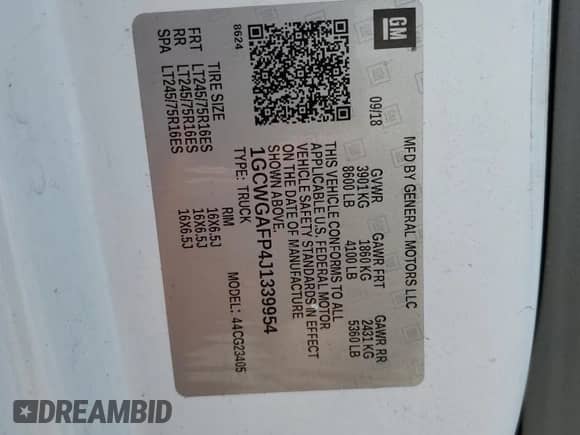 GM
MFD BY GENERAL MOTORS LLC
09/18
GVWR GAWR FRT GAWR RR
3901 KG 1860 KG 2431 KG
8600 LB 4100 LB 5360 LB
THIS VEHICLE CONFORMS TO ALL
APPLICABLE U.S. FEDERAL MOTOR
VEHICLE SAFETY STANDARDS IN EFFECT
ON THE DATE OF MANUFACTURE
SHOWN ABOVE.
1GCWGAFP4J1339954
TYPE: TRUCK
MODEL: 44CG23405
8624
TIRE SIZE RIM
FRT LT245/75R16ES 16X6.5J
RR LT245/75R16ES 16X6.5J
SPA LT245/75R16ES 16X6.5J
DREAMBID